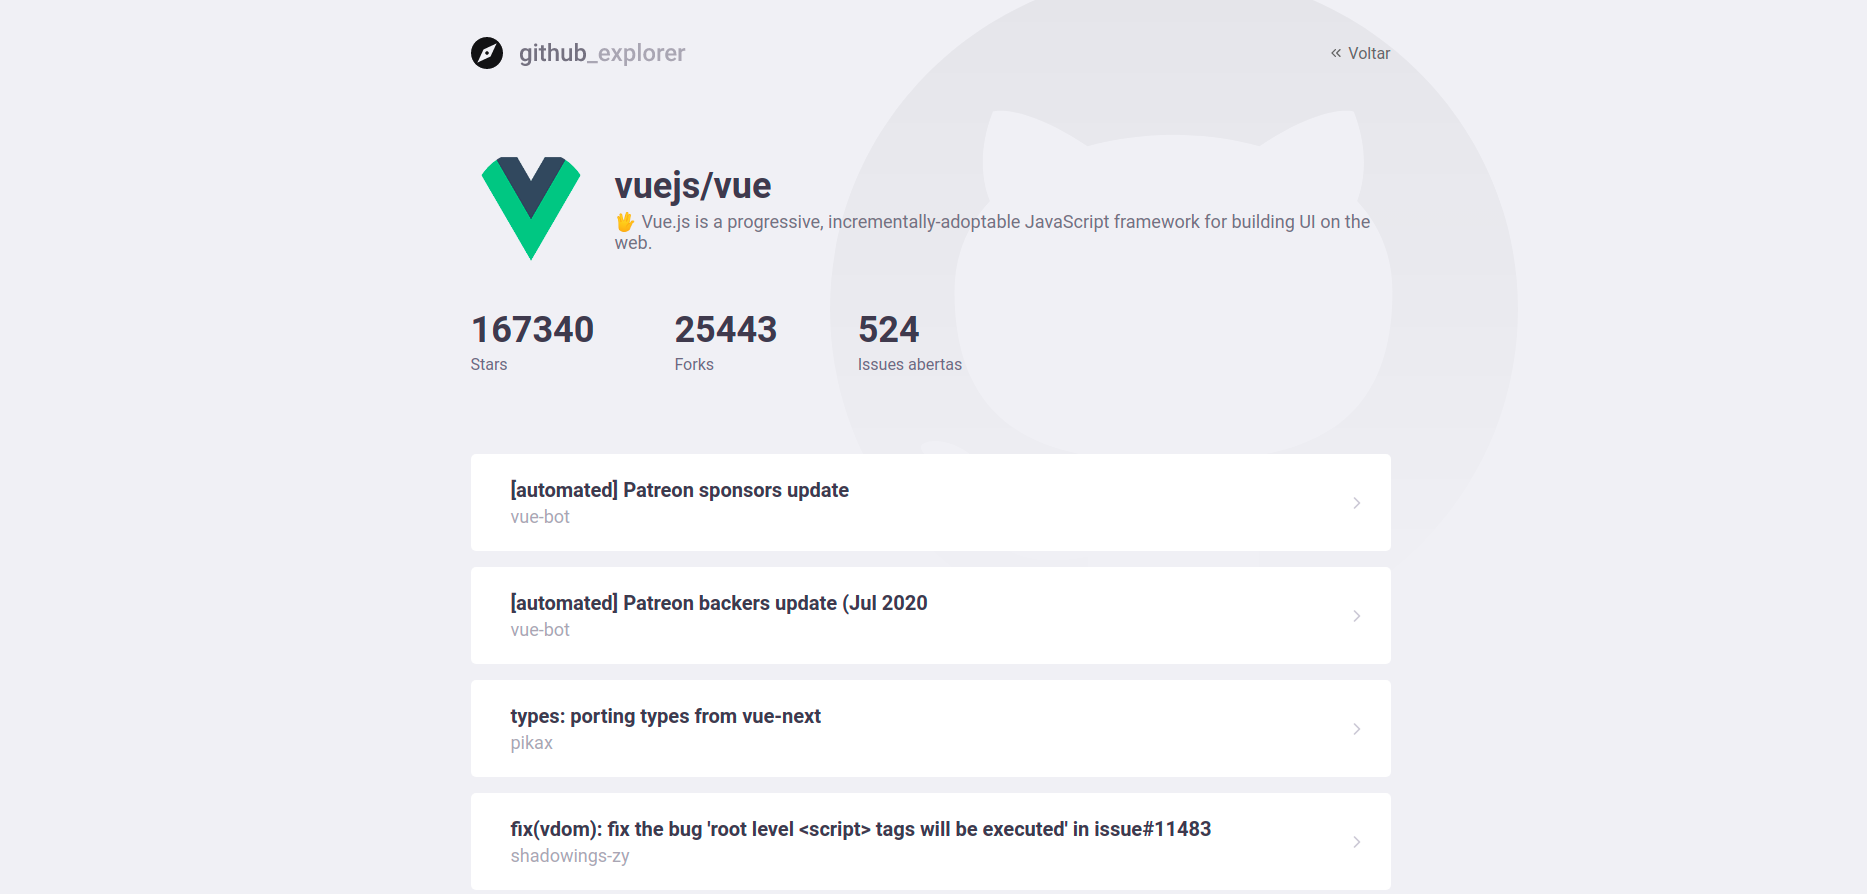 github_explorer
« Voltar
vuejs/vue
🖖 Vue.js is a progressive, incrementally-adoptable JavaScript framework for building UI on the
web.
167340
25443
524
Stars
Forks
Issues abertas
[automated] Patreon sponsors update
vue-bot
[automated] Patreon backers update (Jul 2020
vue-bot
types: porting types from vue-next
pikax
fix(vdom): fix the bug 'root level <script> tags will be executed' in issue#11483
shadowings-zy